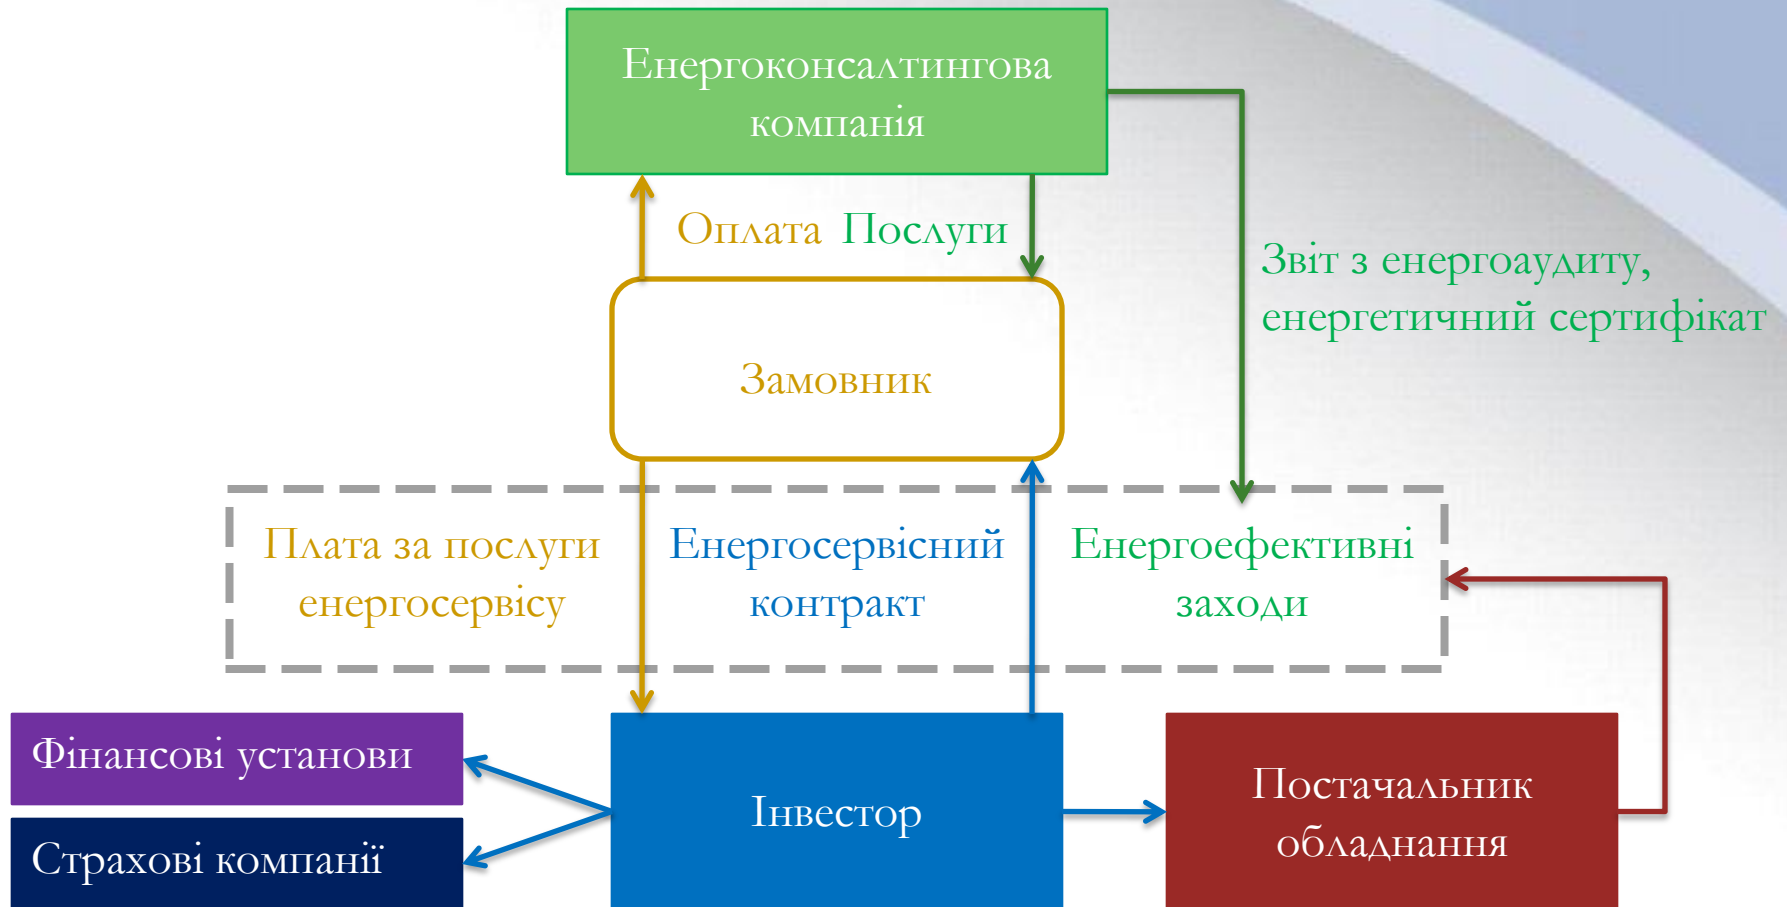 Енергоконсалтингова
компанія
Оплата Послуги
Звіт з енергоаудиту,
енергетичний сертифікат
Замовник
Плата за послуги
енергосервісу
Енергосервісний
контракт
Енергоефективні
заходи
Фінансові установи
Страхові компанії
Інвестор
Постачальник
обладнання